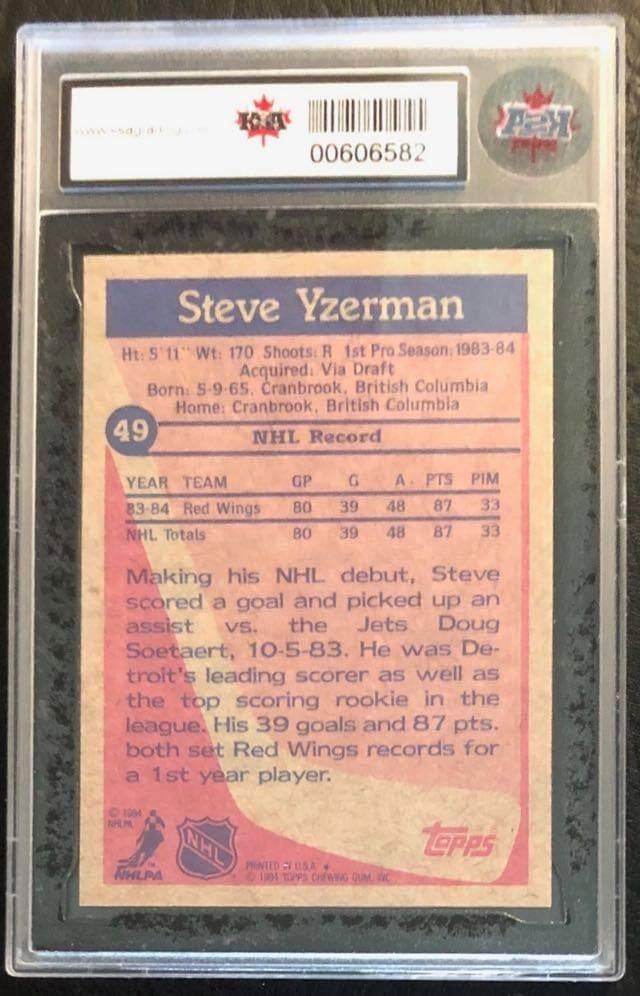 KSA
00606582
KSA
Steve Yzerman
Ht: 5'11" Wt: 170 Shoots: R 1st Pro Season: 1983-84
Acquired: Via Draft
Born: 5-9-65, Cranbrook, British Columbia
Home: Cranbrook, British Columbia
49
NHL Record
YEAR TEAM GP G A PTS PIM
83-84 Red Wings 80 39 48 87 33
NHL Totals 80 39 48 87 33
Making his NHL debut, Steve
scored a goal and picked up an
assist vs. the Jets Doug
Soetaert, 10-5-83. He was De-
troit's leading scorer as well as
the top scoring rookie in the
league. His 39 goals and 87 pts.
both set Red Wings records for
a 1st year player.
© 1984
NHLPA
NHLPA
NHL
topps
PRINTED IN U.S.A.
© 1984 TOPPS CHEWING GUM, INC